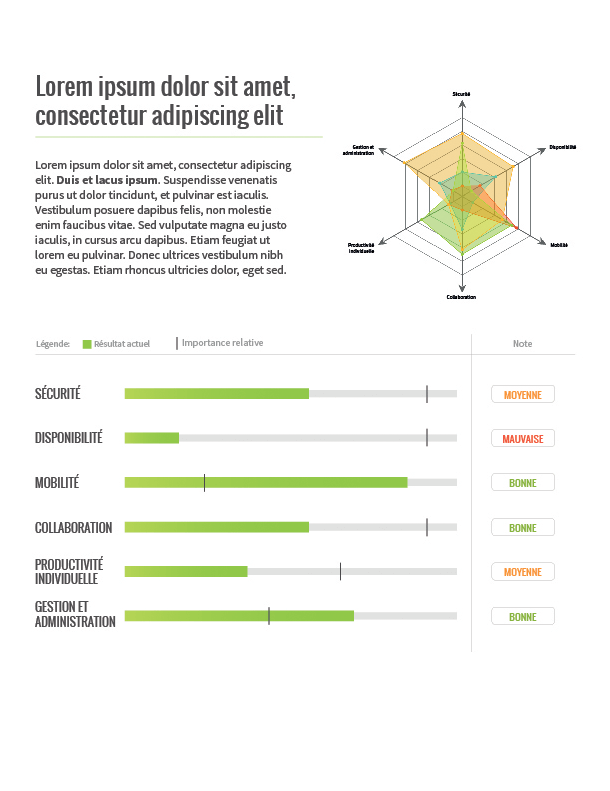 Lorem ipsum dolor sit amet,
consectetur adipiscing elit
Lorem ipsum dolor sit amet, consectetur adipiscing
elit. Duis et lacus ipsum. Suspendisse venenatis
purus ut dolor tincidunt, et pulvinar est iaculis.
Vestibulum posuere dapibus felis, non molestie
enim faucibus vitae. Sed vulputate magna eu justo
iaculis, in cursus arcu dapibus. Etiam feugiat ut
lorem eu pulvinar. Donec ultrices vestibulum nibh
eu egestas. Etiam rhoncus ultricies dolor, eget sed.
Sécurité
Disponibilité
Mobilité
Collaboration
Productivité
individuelle
Gestion et
administration
Légende:
Résultat actuel
Importance relative
Note
SÉCURITÉ
MOYENNE
DISPONIBILITÉ
MAUVAISE
MOBILITÉ
BONNE
COLLABORATION
BONNE
PRODUCTIVITÉ
INDIVIDUELLE
MOYENNE
GESTION ET
ADMINISTRATION
BONNE